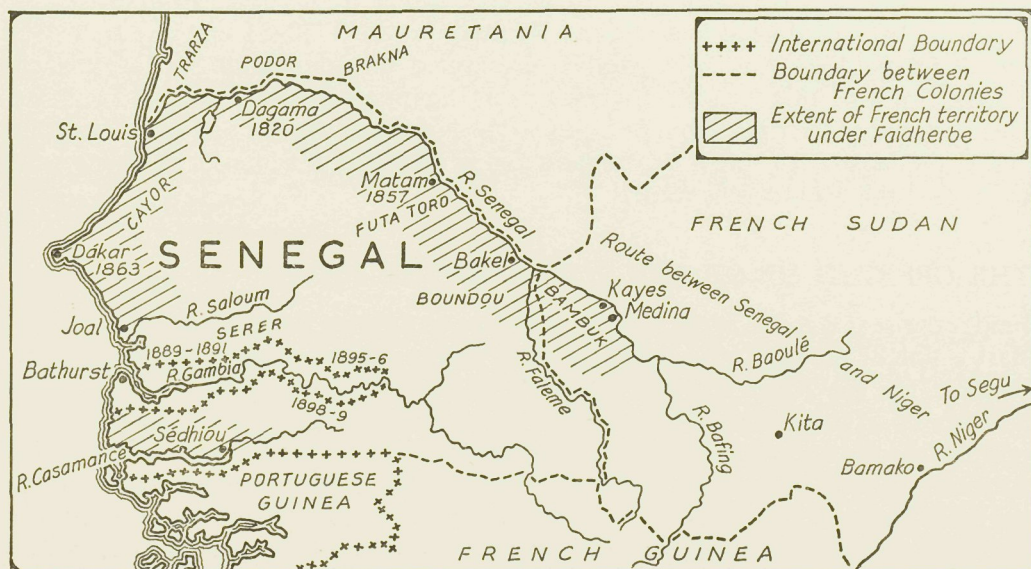 MAURETANIA
++++ International Boundary
---- Boundary between
French Colonies
Extent of French territory
under Faidherbe
TRARZA
PODOR
BRAKNA
Dagama
1820
St. Louis
Matam
1857
R. Senegal
CAYOR
FUTA TORO
FRENCH SUDAN
Dákar
1863
SENEGAL
Bakel
Route between Senegal
and Niger
BOUNDOU
BAMBUK
Kayes
Medina
R. Saloum
Joal
SERER
1889-1891
1895-6
R. Baoulé
Bathurst
R. Gambia
R. Faleme
To Segu
1898-9
Sédhiou
R. Bafing
Kita
R. Niger
R. Casamance
Bamako
PORTUGUESE
GUINEA
FRENCH GUINEA